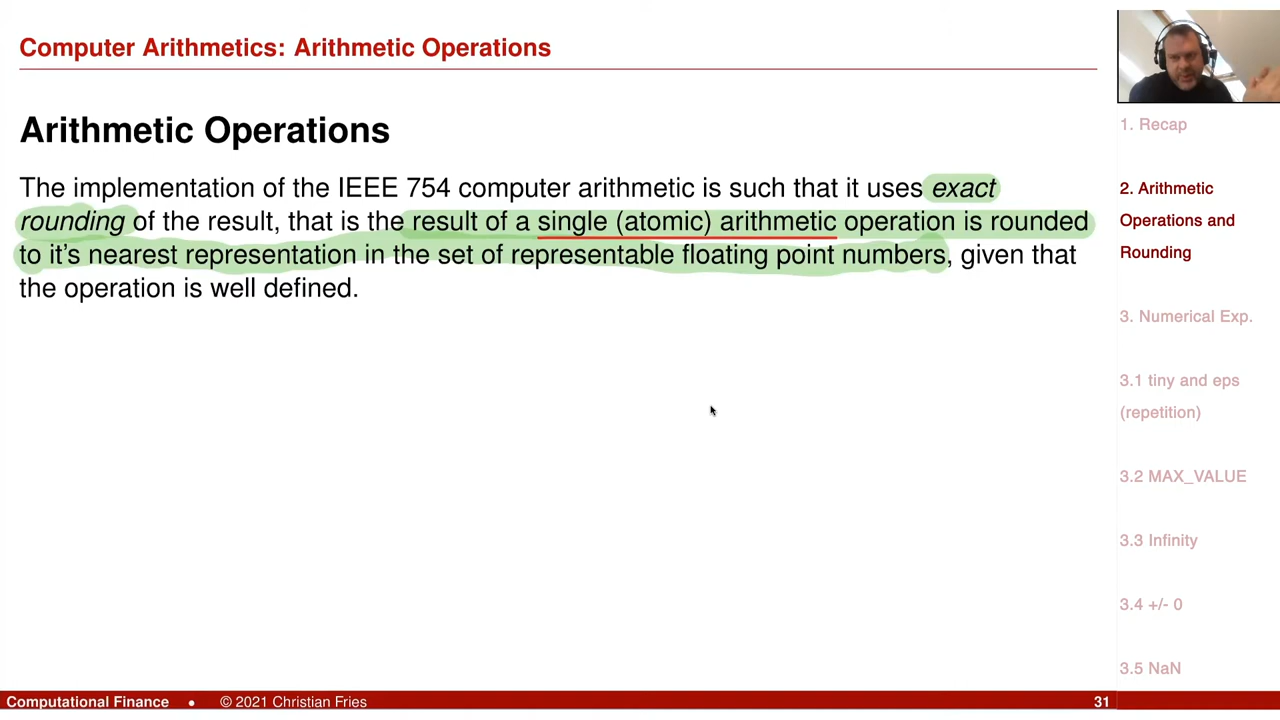 Computer Arithmetics: Arithmetic Operations
Arithmetic Operations
The implementation of the IEEE 754 computer arithmetic is such that it uses exact
rounding of the result, that is the result of a single (atomic) arithmetic operation is rounded
to it's nearest representation in the set of representable floating point numbers, given that
the operation is well defined.
1. Recap
2. Arithmetic
Operations and
Rounding
3. Numerical Exp.
3.1 tiny and eps
(repetition)
3.2 MAX_VALUE
3.3 Infinity
3.4 +/- 0
3.5 NaN
Computational Finance • © 2021 Christian Fries 31